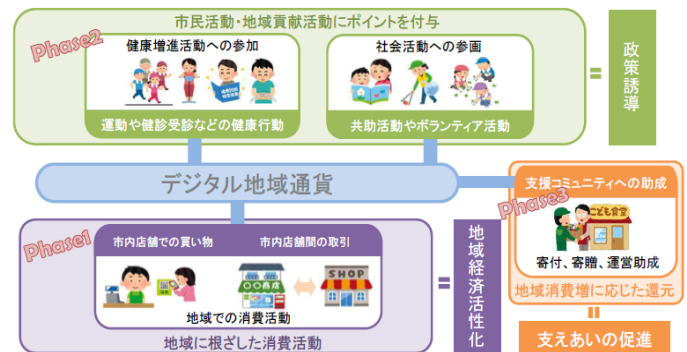 市民活動・地域貢献活動にポイントを付与
Phase2
健康増進活動への参加
社会活動への参画
運動や健診受診などの健康行動
共助活動やボランティア活動
=
政策誘導
デジタル地域通貨
Phase1
市内店舗での買い物
市内店舗間の取引
〇〇商店
SHOP
地域での消費活動
地域に根ざした消費活動
=
地域経済活性化
Phase3
支援コミュニティへの助成
こども食堂
寄付、寄贈、運営助成
地域消費増に応じた還元
=
支えあいの促進